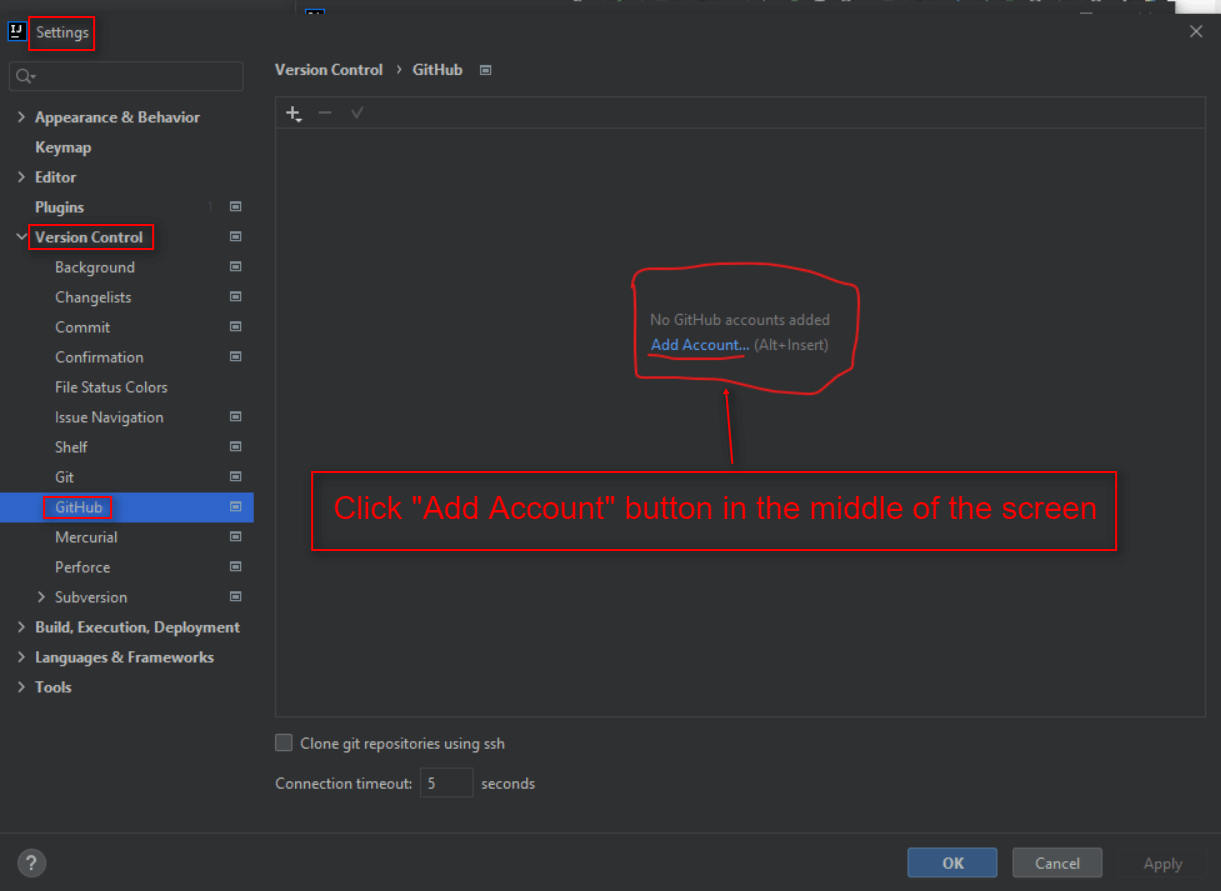 IJ
Settings
Version Control › GitHub
Appearance & Behavior
Keymap
Editor
Plugins 1
Version Control
Background
Changelists
Commit
Confirmation
File Status Colors
Issue Navigation
Shelf
Git
GitHub
Mercurial
Perforce
Subversion
Build, Execution, Deployment
Languages & Frameworks
Tools
No GitHub accounts added
Add Account... (Alt+Insert)
Click "Add Account" button in the middle of the screen
Clone git repositories using ssh
Connection timeout: 5 seconds
?
OK Cancel Apply